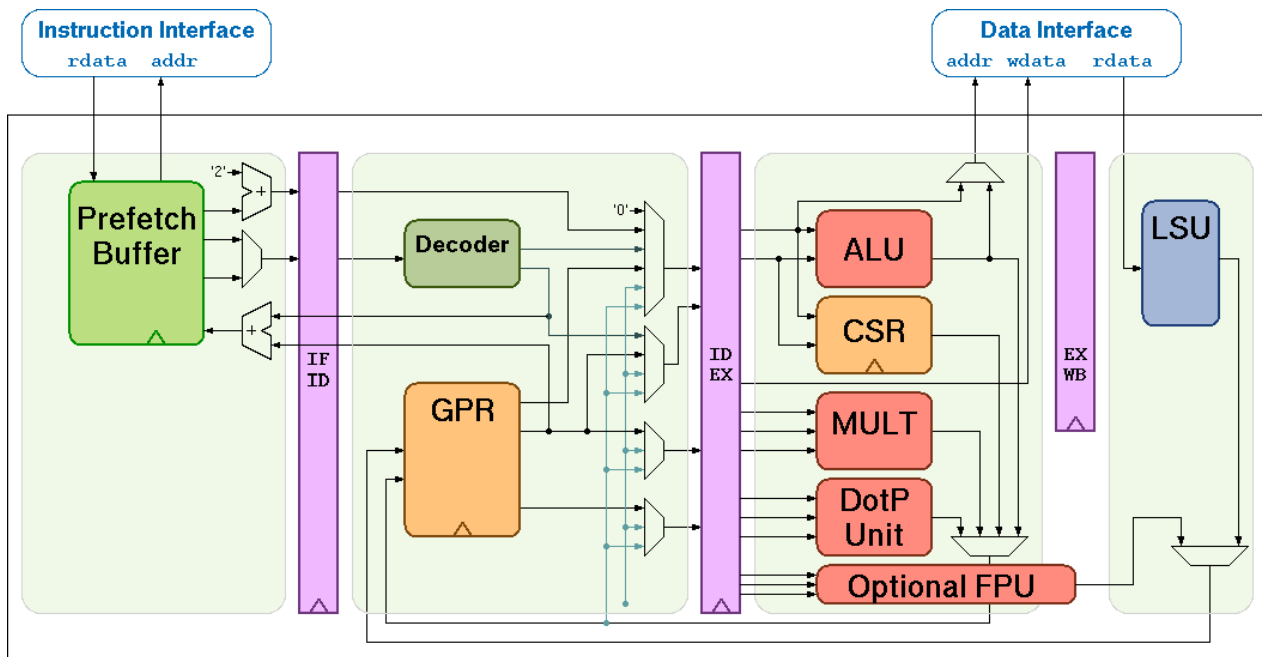 Instruction Interface
rdata addr
Data Interface
addr wdata rdata
'2'
+
Prefetch
Buffer
+
IF
ID
Decoder
GPR
'0'
ID
EX
ALU
CSR
MULT
DotP
Unit
Optional FPU
EX
WB
LSU